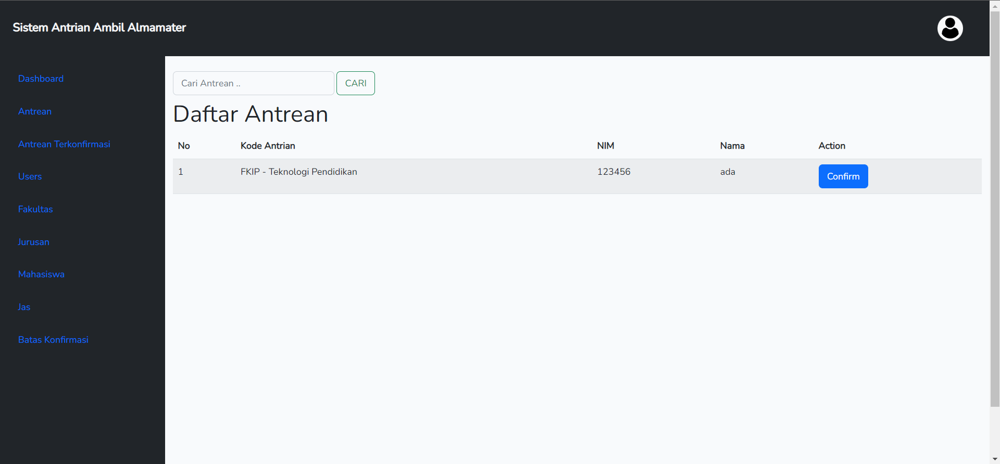 Sistem Antrian Ambil Almamater
Dashboard
Antrean
Antrean Terkonfirmasi
Users
Fakultas
Jurusan
Mahasiswa
Jas
Batas Konfirmasi
Cari Antrean .. CARI
Daftar Antrean
No Kode Antrian NIM Nama Action
1 FKIP - Teknologi Pendidikan 123456 ada Confirm